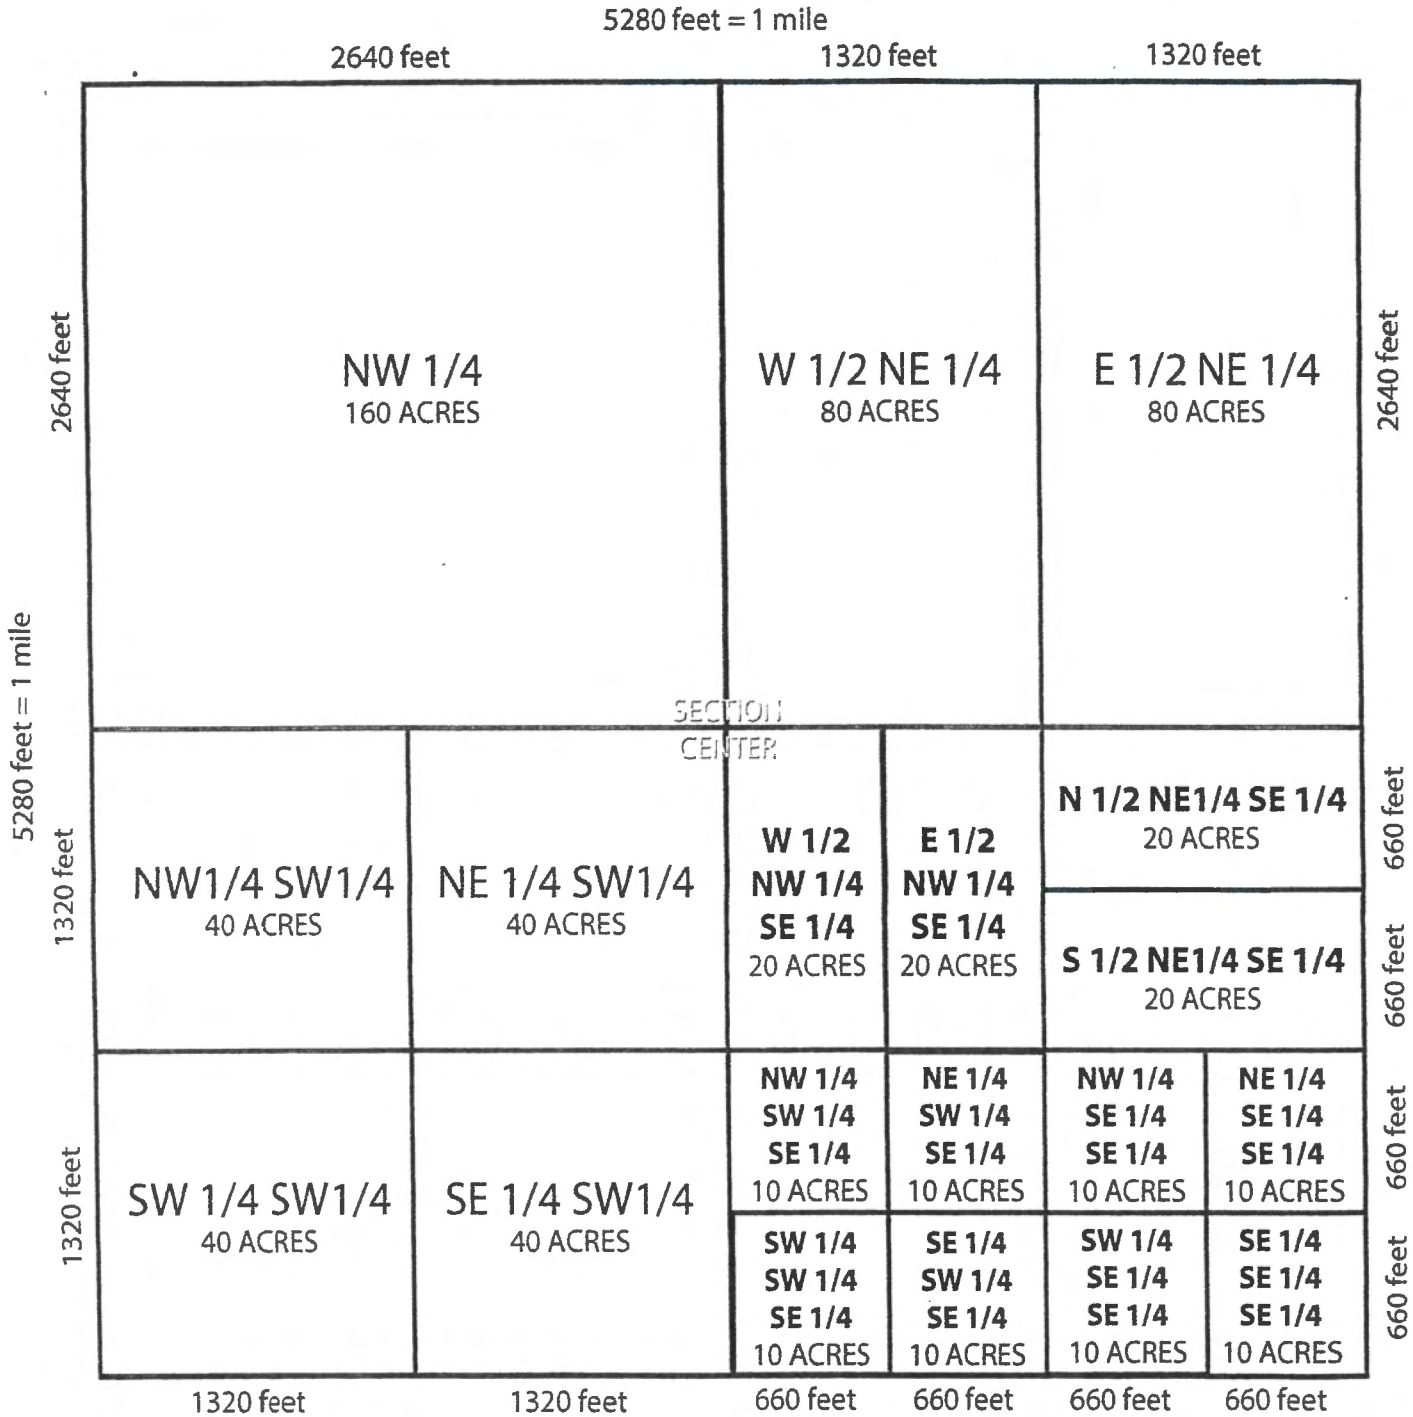 5280 feet = 1 mile
2640 feet
1320 feet
1320 feet
2640 feet
NW 1/4
160 ACRES
W 1/2 NE 1/4
80 ACRES
E 1/2 NE 1/4
80 ACRES
2640 feet
5280 feet = 1 mile
SECTION
CENTER
1320 feet
NW1/4 SW1/4
40 ACRES
NE 1/4 SW1/4
40 ACRES
W 1/2
NW 1/4
SE 1/4
20 ACRES
E 1/2
NW 1/4
SE 1/4
20 ACRES
N 1/2 NE1/4 SE 1/4
20 ACRES
660 feet
S 1/2 NE1/4 SE 1/4
20 ACRES
660 feet
1320 feet
SW 1/4 SW1/4
40 ACRES
SE 1/4 SW1/4
40 ACRES
NW 1/4
SW 1/4
SE 1/4
10 ACRES
NE 1/4
SW 1/4
SE 1/4
10 ACRES
NW 1/4
SE 1/4
SE 1/4
10 ACRES
NE 1/4
SE 1/4
SE 1/4
10 ACRES
660 feet
SW 1/4
SW 1/4
SE 1/4
10 ACRES
SE 1/4
SW 1/4
SE 1/4
10 ACRES
SW 1/4
SE 1/4
SE 1/4
10 ACRES
SE 1/4
SE 1/4
SE 1/4
10 ACRES
660 feet
1320 feet
1320 feet
660 feet
660 feet
660 feet
660 feet